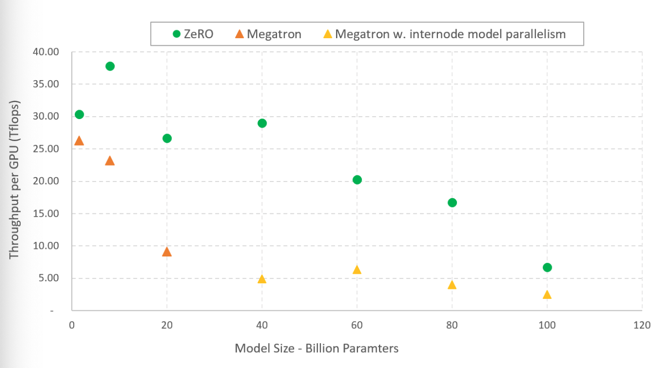 ZeRO Megatron Megatron w. internode model parallelism
40.00
35.00
30.00
25.00
20.00
15.00
10.00
5.00
-
Throughput per GPU (Tflops)
0 20 40 60 80 100 120
Model Size - Billion Paramters